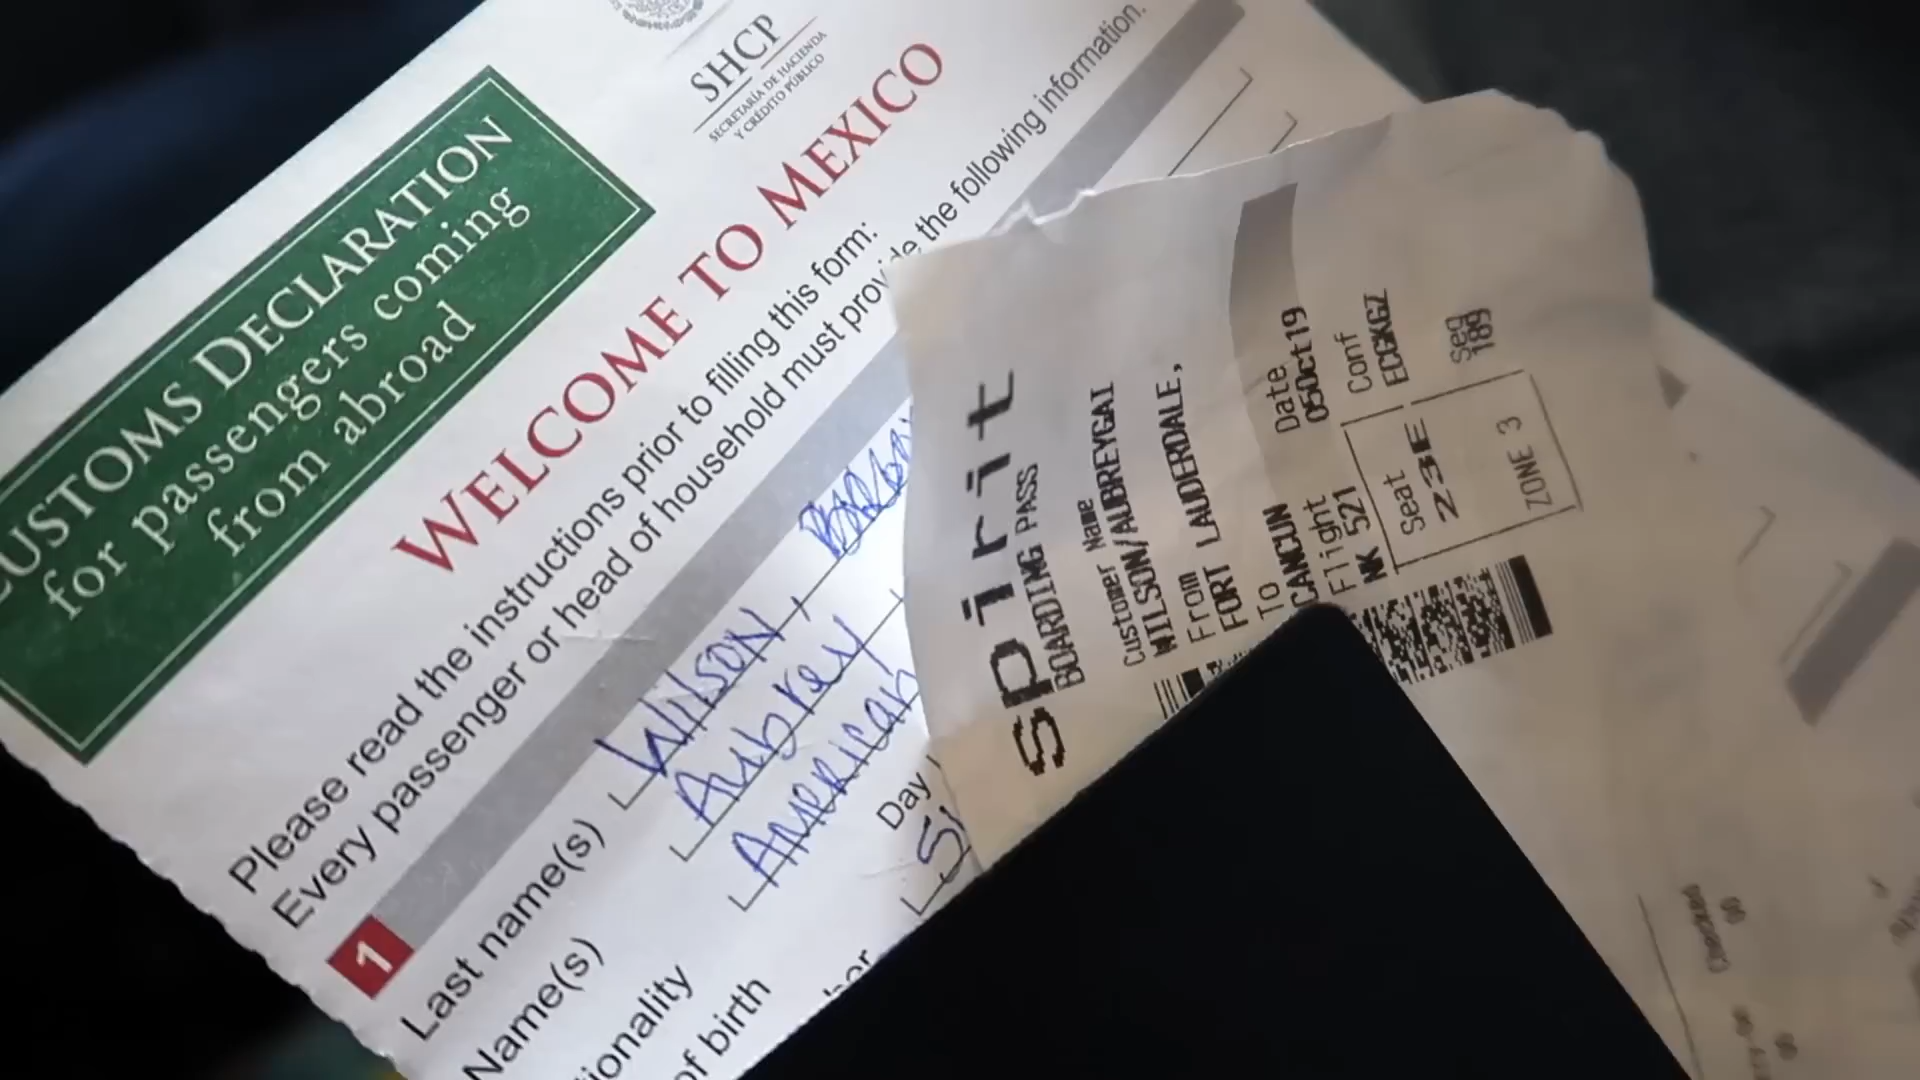 SHCP
SECRETARÍA DE HACIENDA
Y CRÉDITO PÚBLICO
CUSTOMS DECLARATION
for passengers coming
from abroad
WELCOME TO MEXICO
Please read the instructions prior to filling this form:
Every passenger or head of household must provide the following information.
1
Last name(s) Wilson,
Name(s) Aubrey
American
of birth
Day
spirit
BOARDING PASS
Customer Name
WILSON/AUBREYGAI
From
FORT LAUDERDALE,
To
CANCUN
Date
05Oct19
Flight
NK 521
Conf
Seat
23E
ZONE 3
Seq
189
Checked